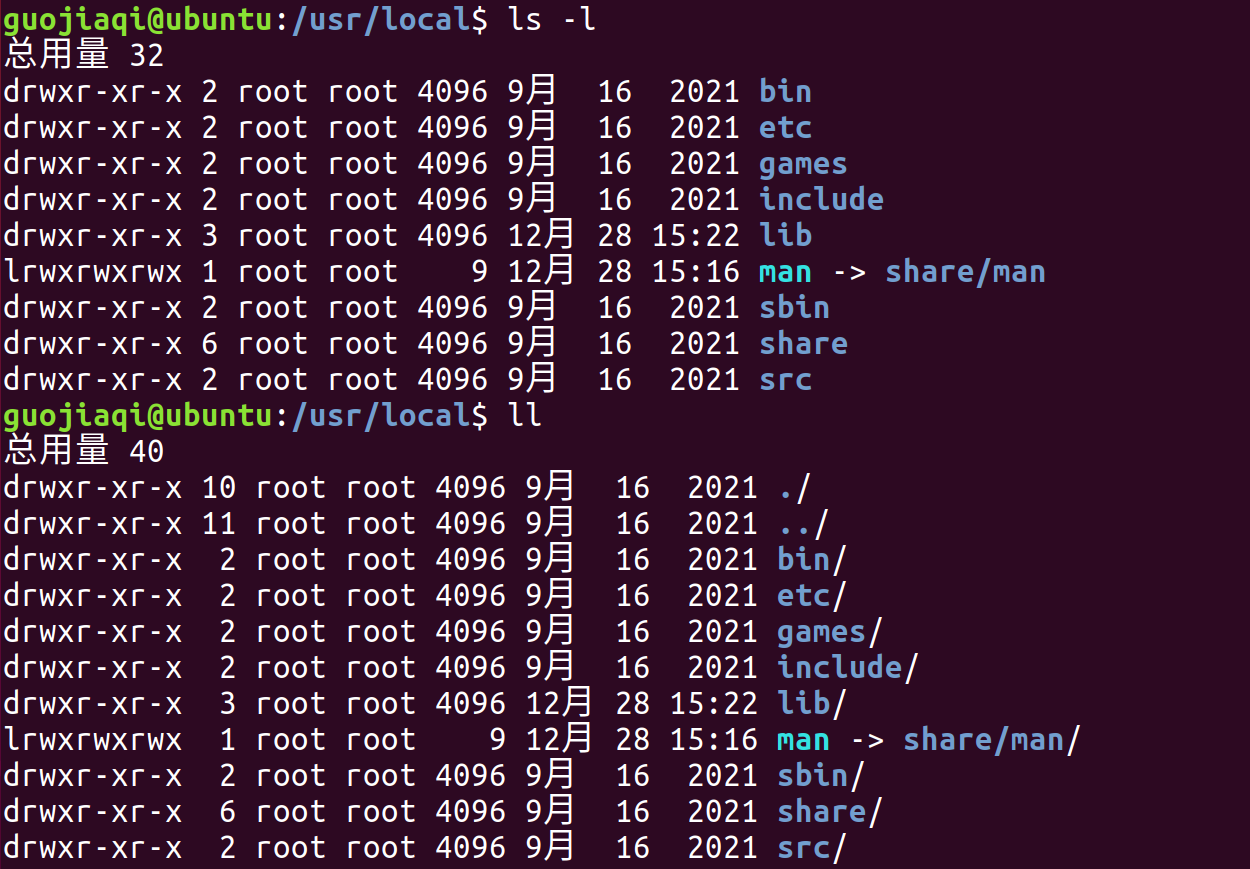 guojiaqi@ubuntu:/usr/local$ ls -l
总用量 32
drwxr-xr-x 2 root root 4096 9月  16  2021 bin
drwxr-xr-x 2 root root 4096 9月  16  2021 etc
drwxr-xr-x 2 root root 4096 9月  16  2021 games
drwxr-xr-x 2 root root 4096 9月  16  2021 include
drwxr-xr-x 3 root root 4096 12月 28 15:22 lib
lrwxrwxrwx 1 root root    9 12月 28 15:16 man -> share/man
drwxr-xr-x 2 root root 4096 9月  16  2021 sbin
drwxr-xr-x 6 root root 4096 9月  16  2021 share
drwxr-xr-x 2 root root 4096 9月  16  2021 src
guojiaqi@ubuntu:/usr/local$ ll
总用量 40
drwxr-xr-x 10 root root 4096 9月  16  2021 ./
drwxr-xr-x 11 root root 4096 9月  16  2021 ../
drwxr-xr-x  2 root root 4096 9月  16  2021 bin/
drwxr-xr-x  2 root root 4096 9月  16  2021 etc/
drwxr-xr-x  2 root root 4096 9月  16  2021 games/
drwxr-xr-x  2 root root 4096 9月  16  2021 include/
drwxr-xr-x  3 root root 4096 12月 28 15:22 lib/
lrwxrwxrwx  1 root root    9 12月 28 15:16 man -> share/man/
drwxr-xr-x  2 root root 4096 9月  16  2021 sbin/
drwxr-xr-x  6 root root 4096 9月  16  2021 share/
drwxr-xr-x  2 root root 4096 9月  16  2021 src/